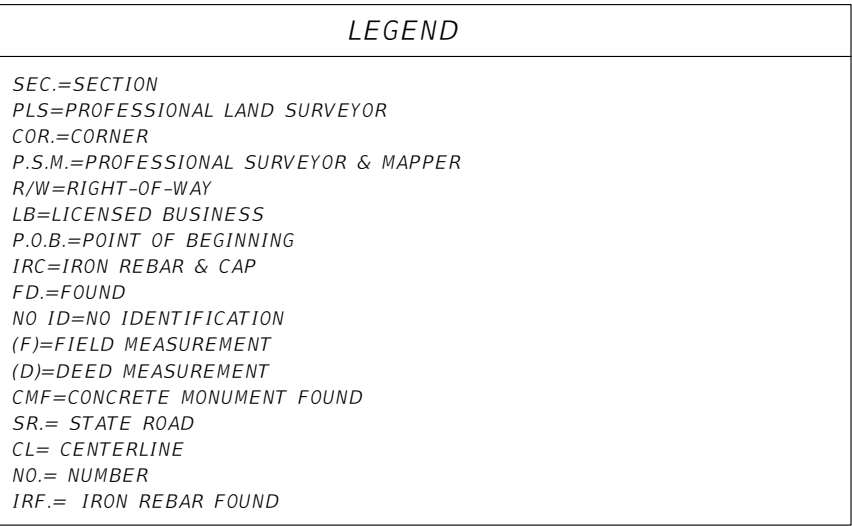 LEGEND
SEC.=SECTION
PLS=PROFESSIONAL LAND SURVEYOR
COR.=CORNER
P.S.M.=PROFESSIONAL SURVEYOR & MAPPER
R/W=RIGHT-OF-WAY
LB=LICENSED BUSINESS
P.O.B.=POINT OF BEGINNING
IRC=IRON REBAR & CAP
FD.=FOUND
NO ID=NO IDENTIFICATION
(F)=FIELD MEASUREMENT
(D)=DEED MEASUREMENT
CMF=CONCRETE MONUMENT FOUND
SR.= STATE ROAD
CL= CENTERLINE
NO.= NUMBER
IRF.= IRON REBAR FOUND